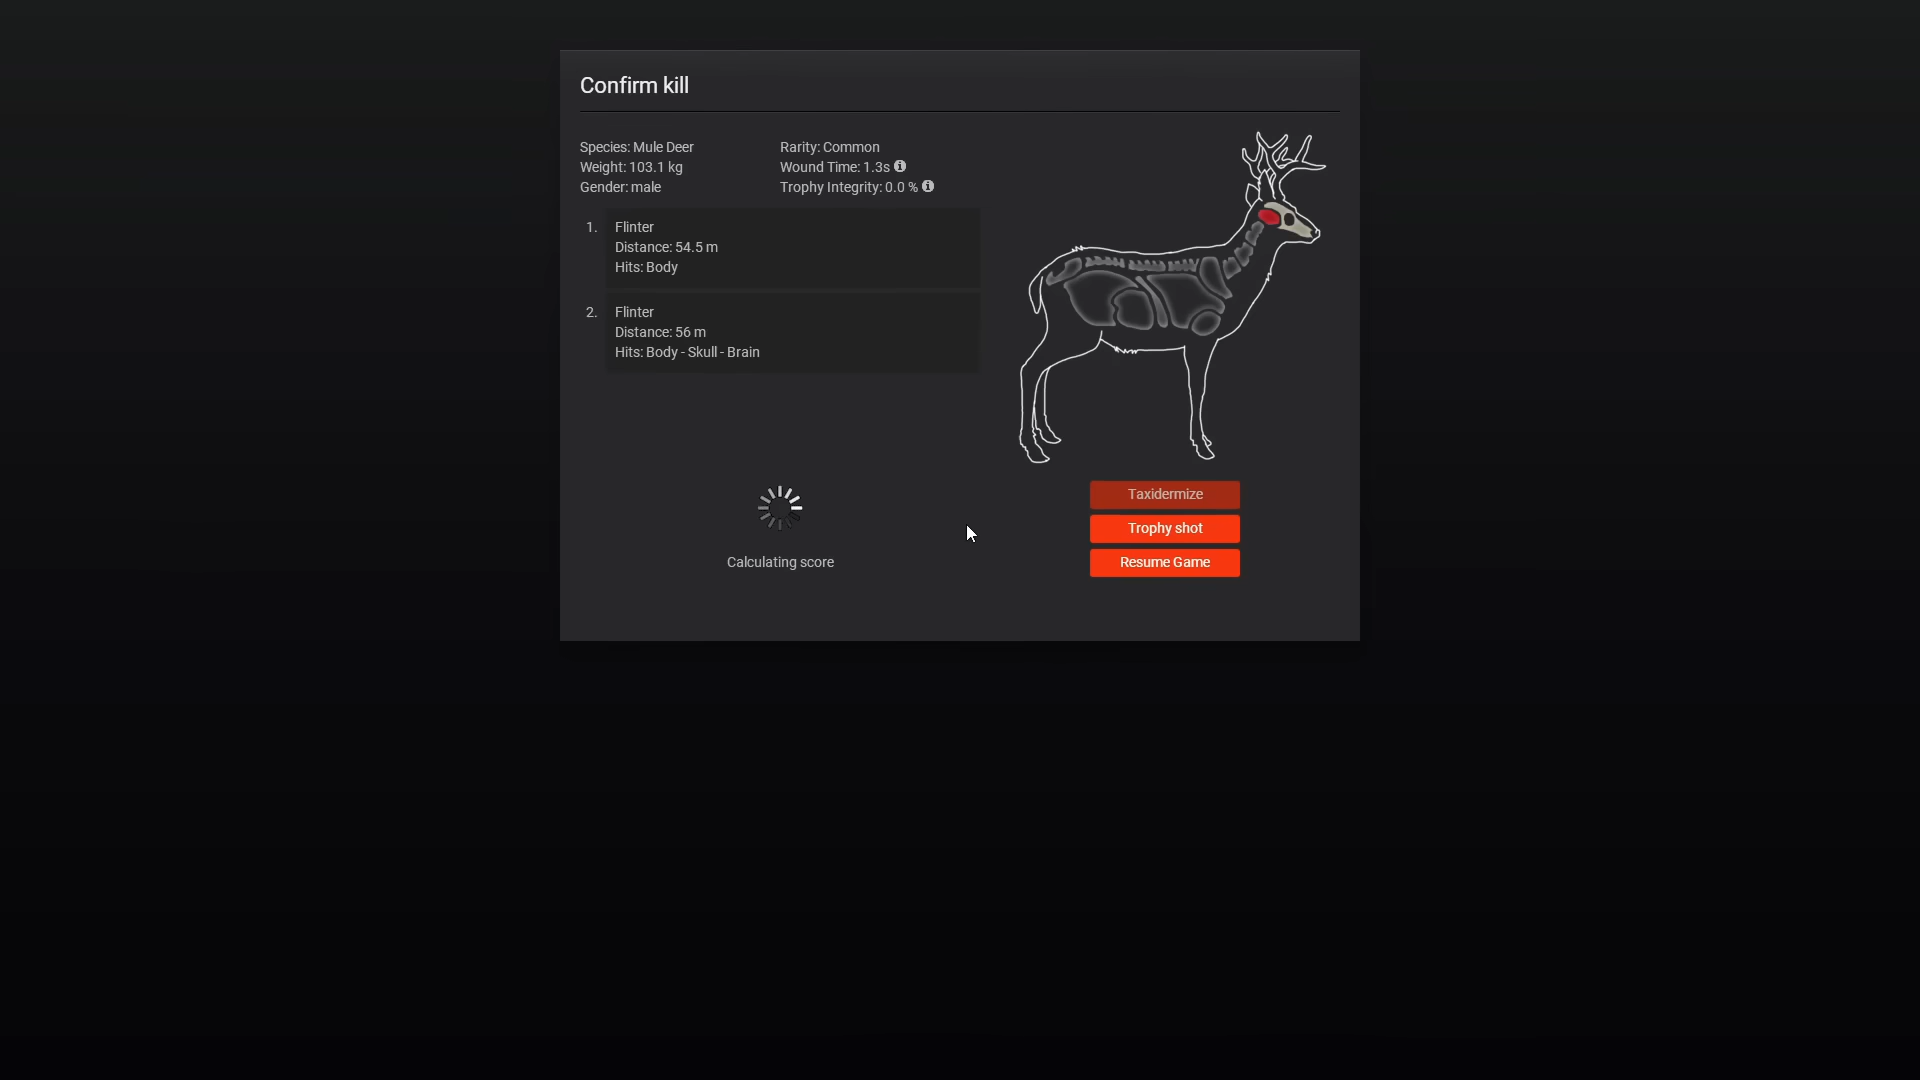 Confirm kill
Species: Mule Deer
Weight: 103.1 kg
Gender: male
Rarity: Common
Wound Time: 1.3s
Trophy Integrity: 0.0 %
1.
Flinter
Distance: 54.5 m
Hits: Body
2.
Flinter
Distance: 56 m
Hits: Body - Skull - Brain
Calculating score
Taxidermize
Trophy shot
Resume Game